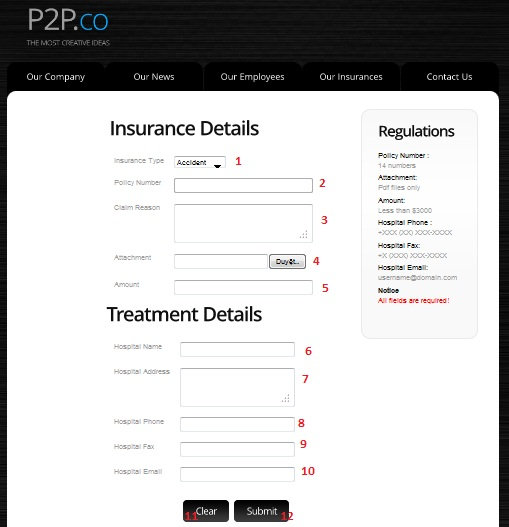 P2P.CO
THE MOST CREATIVE IDEAS
Our Company Our News Our Employees Our Insurances Contact Us
Insurance Details
Insurance Type Accident 1
Policy Number 2
Claim Reason 3
Attachment Duyệt... 4
Amount 5
Treatment Details
Hospital Name 6
Hospital Address 7
Hospital Phone 8
Hospital Fax 9
Hospital Email 10
11 Clear Submit 12
Regulations
Policy Number :
14 numbers
Attachment:
Pdf files only
Amount:
Less than $3000
Hospital Phone :
+XXX (XX) XXX-XXXX
Hospital Fax:
+X (XXX) XXX-XXXX
Hospital Email:
username@domain.com
Notice
All fields are required!